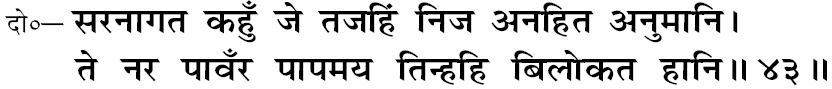 दो०— सरनागत कहुँ जे तजहिं निज अनहित अनुमानि।
ते नर पावँर पापमय तिन्हहि बिलोकत हानि॥ ४३ ॥